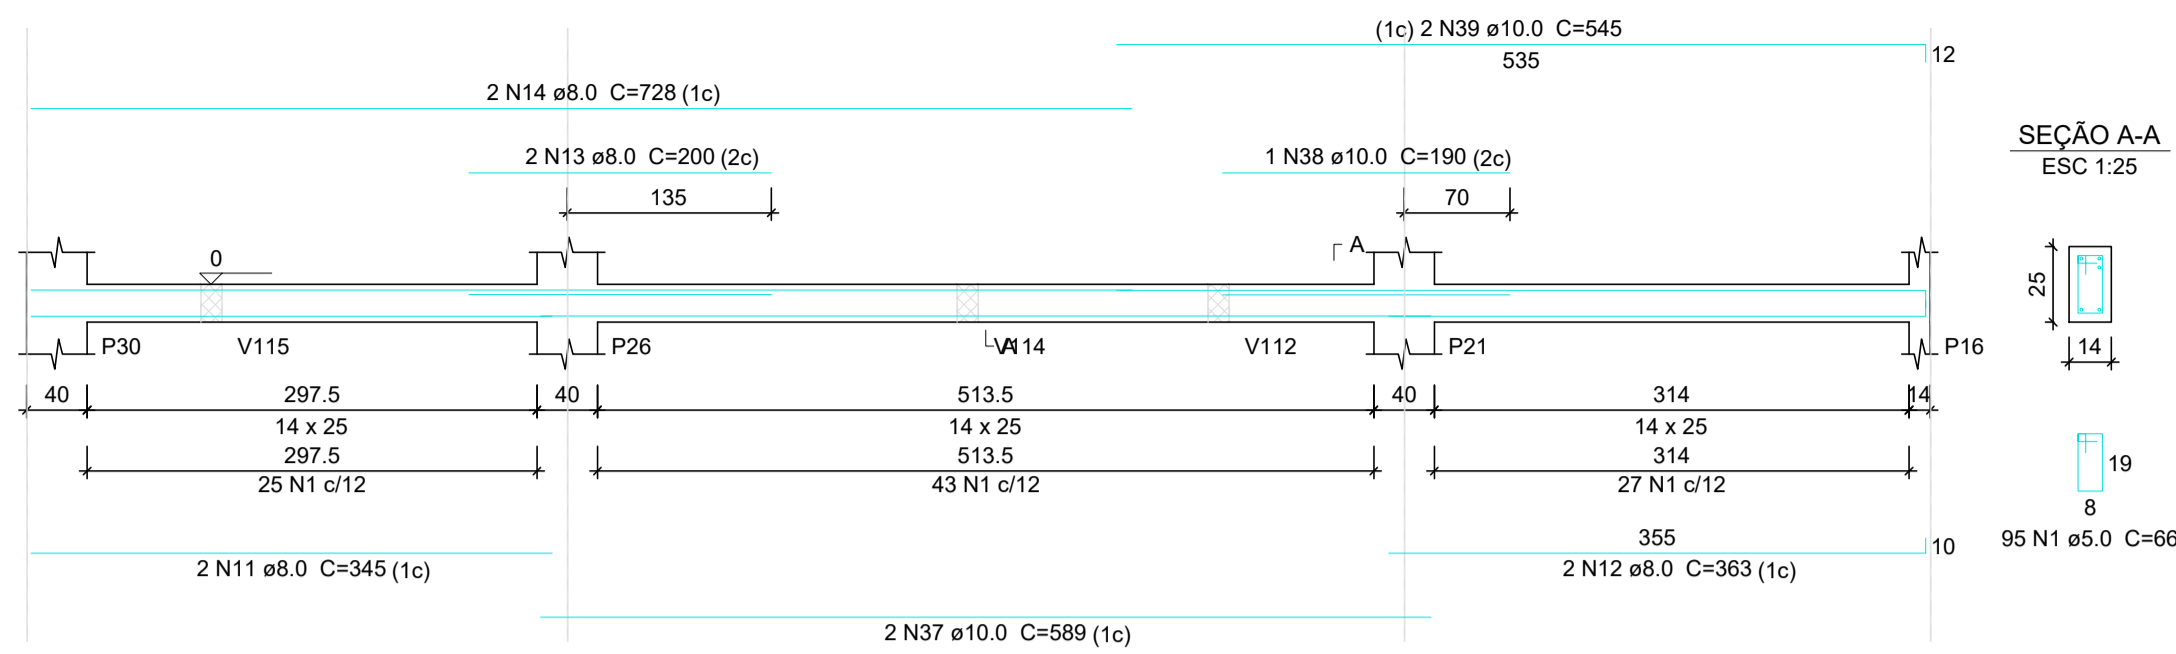 (1c) 2 N39 ø10.0 C=545
535
12
2 N14 ø8.0 C=728 (1c)
SEÇÃO A-A
ESC 1:25
2 N13 ø8.0 C=200 (2c)
1 N38 ø10.0 C=190 (2c)
135
70
0
A
25
14
P30
V115
P26
A
V114
V112
P21
P16
40
297.5
40
513.5
40
314
14
14 x 25
14 x 25
14 x 25
297.5
513.5
314
25 N1 c/12
43 N1 c/12
27 N1 c/12
19
8
95 N1 ø5.0 C=66
355
10
2 N11 ø8.0 C=345 (1c)
2 N12 ø8.0 C=363 (1c)
2 N37 ø10.0 C=589 (1c)